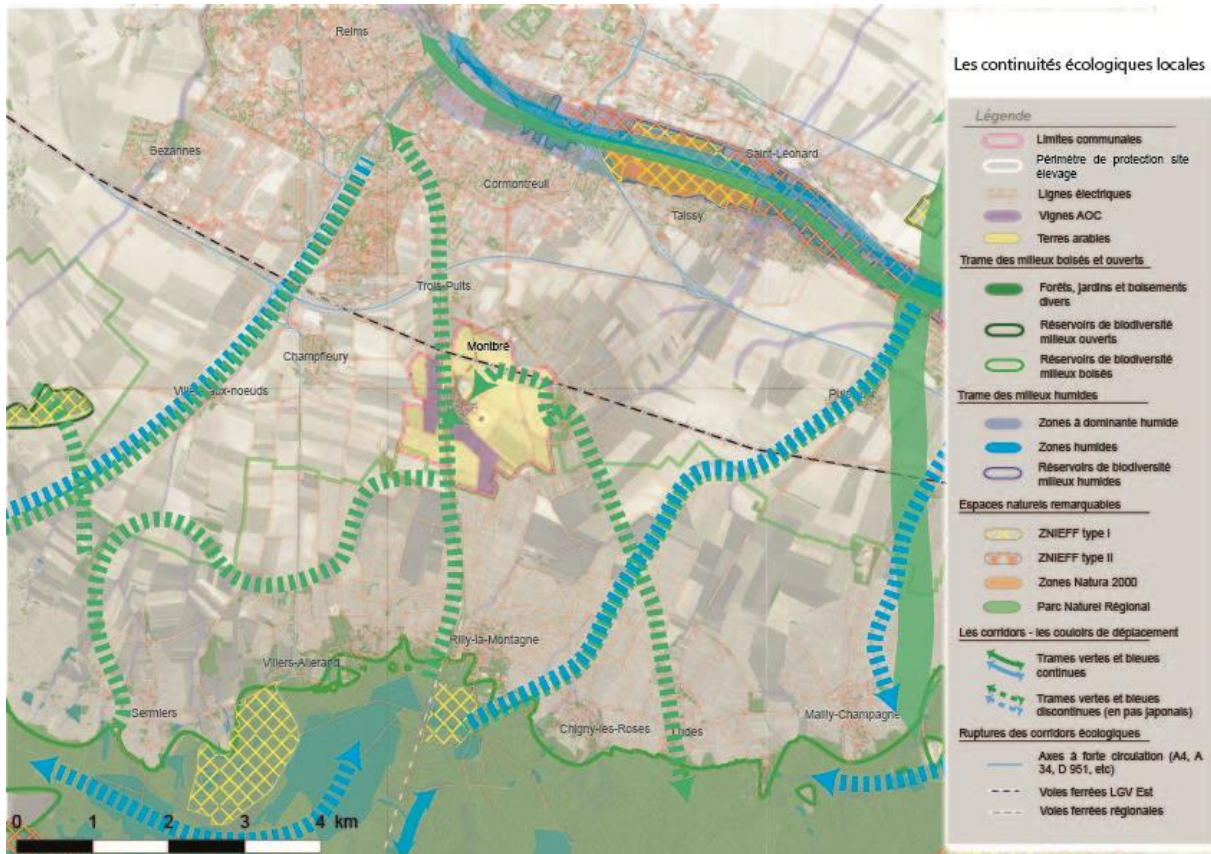 Reims
Bezannes
Cormontreuil
Saint-Léonard
Taissy
Trois-Puits
Champfleury
Montbré
Villers-aux-noeuds
Rilly-la-Montagne
Villers-Allerand
Sermiers
Chigny-les-Roses
Ludes
Mailly-Champagne
0 1 2 3 4 km
Les continuités écologiques locales
Légende
Limites communales
Périmètre de protection site
élevage
Lignes électriques
Vignes AOC
Terres arables
Trame des milieux boisés et ouverts
Forêts, jardins et boisements
divers
Réservoirs de biodiversité
milieux ouverts
Réservoirs de biodiversité
milieux boisés
Trame des milieux humides
Zones à dominante humide
Zones humides
Réservoirs de biodiversité
milieux humides
Espaces naturels remarquables
ZNIEFF type I
ZNIEFF type II
Zones Natura 2000
Parc Naturel Régional
Les corridors - les couloirs de déplacement
Trames vertes et bleues
continues
Trames vertes et bleues
discontinues (en pas japonais)
Ruptures des corridors écologiques
Axes à forte circulation (A4, A
34, D 951, etc)
Voies ferrées LGV Est
Voies ferrées régionales